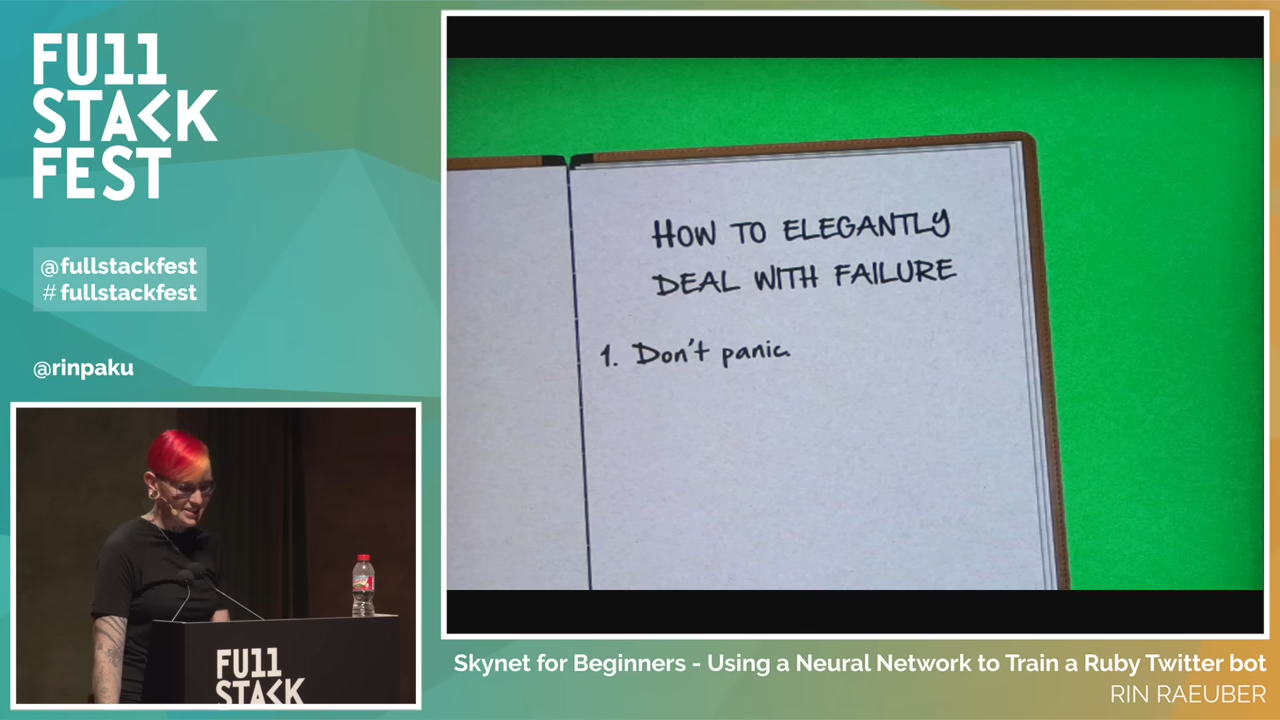 FU11
STACK
FEST
@fullstackfest
# fullstackfest
@rinpaku
HOW TO ELEGANTLY
DEAL WITH FAILURE
1. Don't panic.
FU11
STACK
Skynet for Beginners - Using a Neural Network to Train a Ruby Twitter bot
RIN RAEUBER